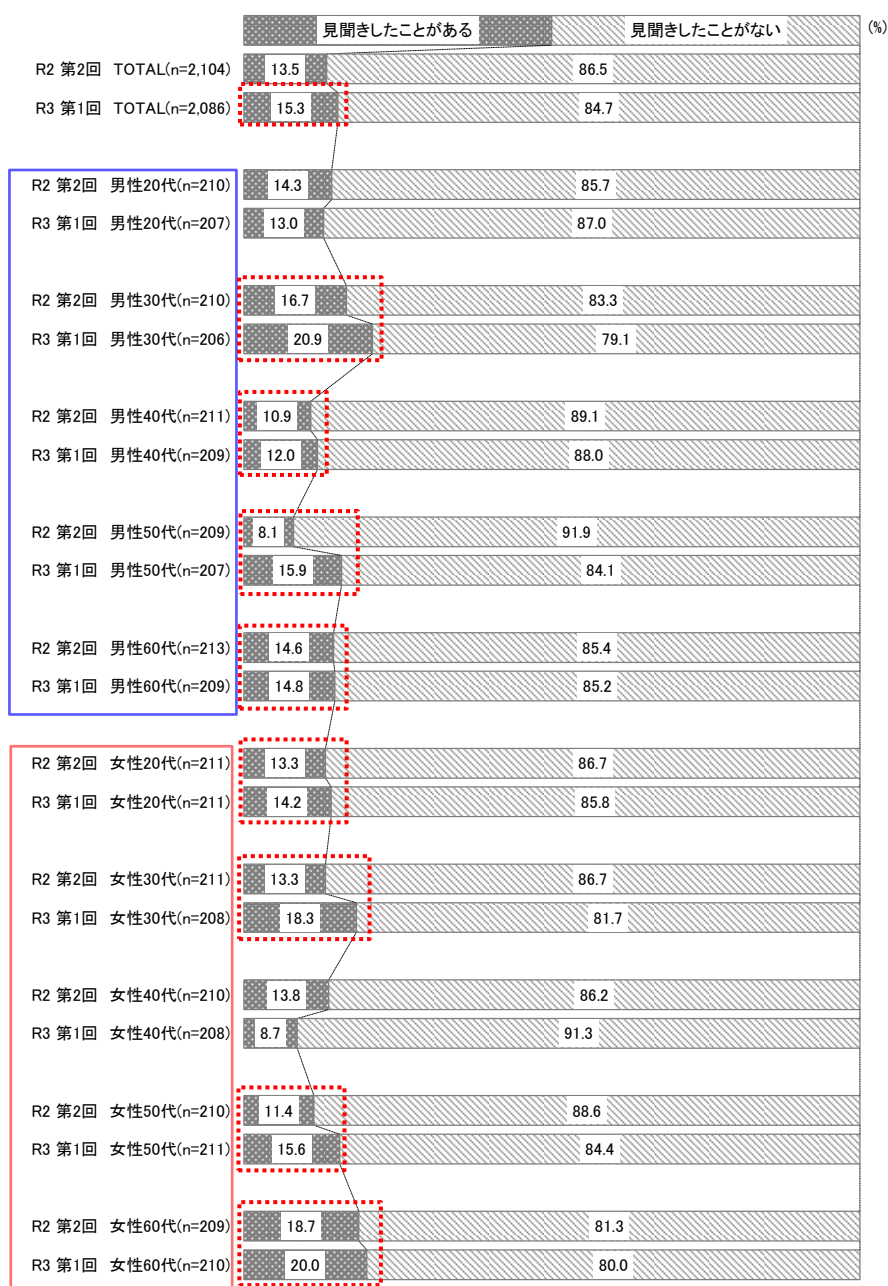 見聞きしたことがある 見聞きしたことがない (%)
R2 第2回 TOTAL(n=2,104) 13.5 86.5
R3 第1回 TOTAL(n=2,086) 15.3 84.7
R2 第2回 男性20代(n=210) 14.3 85.7
R3 第1回 男性20代(n=207) 13.0 87.0
R2 第2回 男性30代(n=210) 16.7 83.3
R3 第1回 男性30代(n=206) 20.9 79.1
R2 第2回 男性40代(n=211) 10.9 89.1
R3 第1回 男性40代(n=209) 12.0 88.0
R2 第2回 男性50代(n=209) 8.1 91.9
R3 第1回 男性50代(n=207) 15.9 84.1
R2 第2回 男性60代(n=213) 14.6 85.4
R3 第1回 男性60代(n=209) 14.8 85.2
R2 第2回 女性20代(n=211) 13.3 86.7
R3 第1回 女性20代(n=211) 14.2 85.8
R2 第2回 女性30代(n=211) 13.3 86.7
R3 第1回 女性30代(n=208) 18.3 81.7
R2 第2回 女性40代(n=210) 13.8 86.2
R3 第1回 女性40代(n=208) 8.7 91.3
R2 第2回 女性50代(n=210) 11.4 88.6
R3 第1回 女性50代(n=211) 15.6 84.4
R2 第2回 女性60代(n=209) 18.7 81.3
R3 第1回 女性60代(n=210) 20.0 80.0